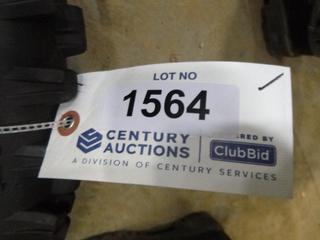 LOT NO
1564
CENTURY
AUCTIONS
RED BY
ClubBid
A DIVISION OF CENTURY SERVICES